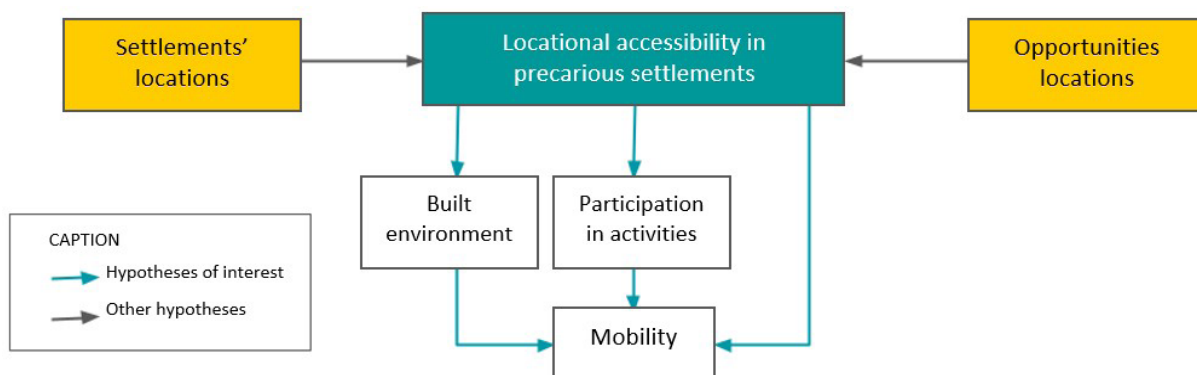 Settlements’
locations
Locational accessibility in
precarious settlements
Opportunities
locations
Built
environment
Participation
in activities
CAPTION
Hypotheses of interest
Other hypotheses
Mobility